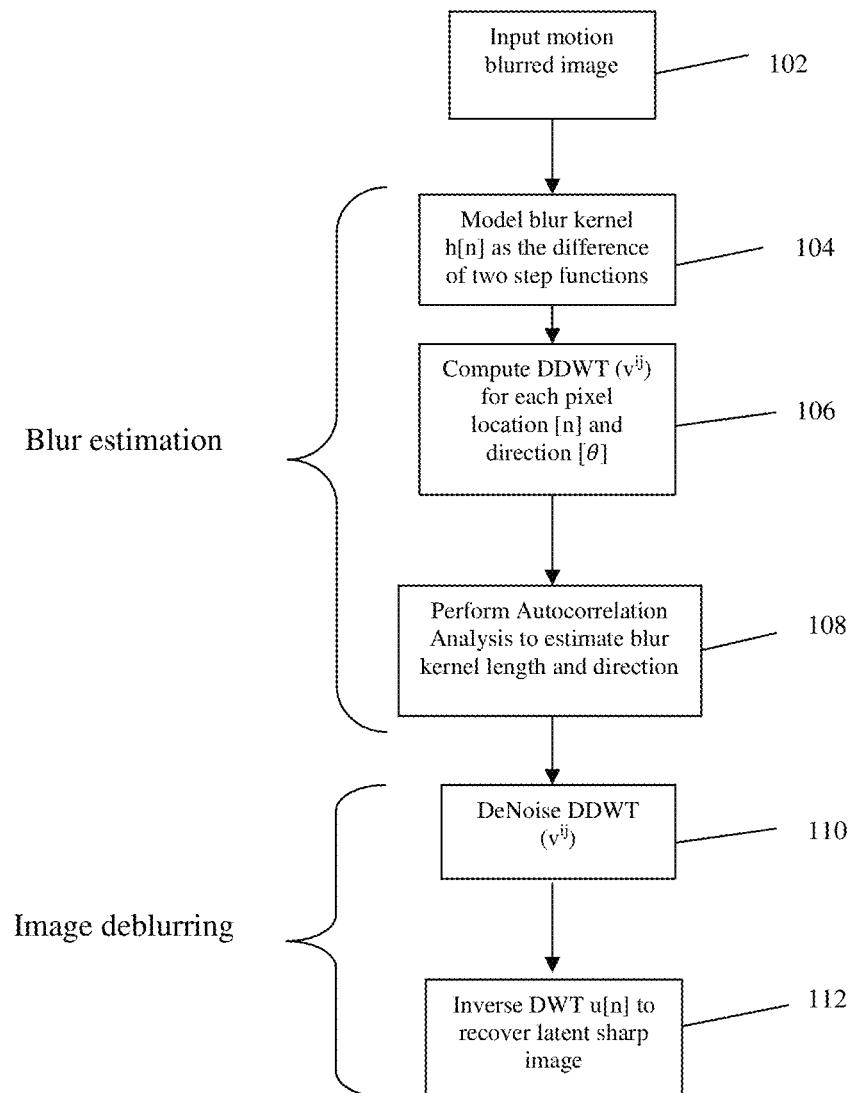 Input motion
blurred image
102
Model blur kernel
h[n] as the difference
of two step functions
104
Compute DDWT (v^ij)
for each pixel
location [n] and
direction [θ]
106
Blur estimation
Perform Autocorrelation
Analysis to estimate blur
kernel length and direction
108
DeNoise DDWT
(v^ij)
110
Image deblurring
Inverse DWT u[n] to
recover latent sharp
image
112